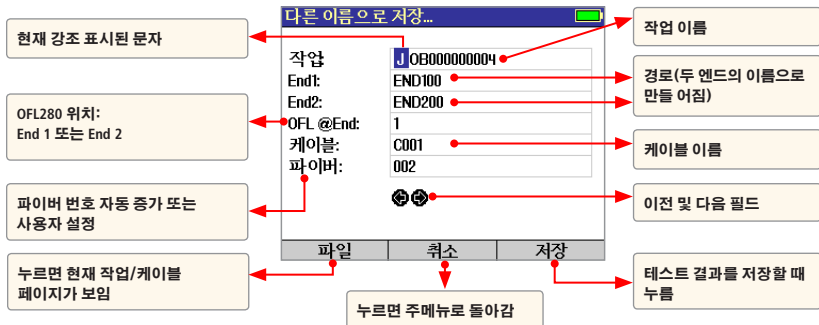 다른 이름으로 저장...
현재 강조 표시된 문자
작업 이름
작업:
JOB00000004
End1:
END100
경로(두 엔드의 이름으로
만들 어짐)
End2:
END200
OFL280 위치:
End 1 또는 End 2
OFL @End:
1
케이블:
C001
케이블 이름
파이버:
002
파이버 번호 자동 증가 또는
사용자 설정
이전 및 다음 필드
파일
취소
저장
누르면 현재 작업/케이블
페이지가 보임
테스트 결과를 저장할 때
누름
누르면 주메뉴로 돌아감